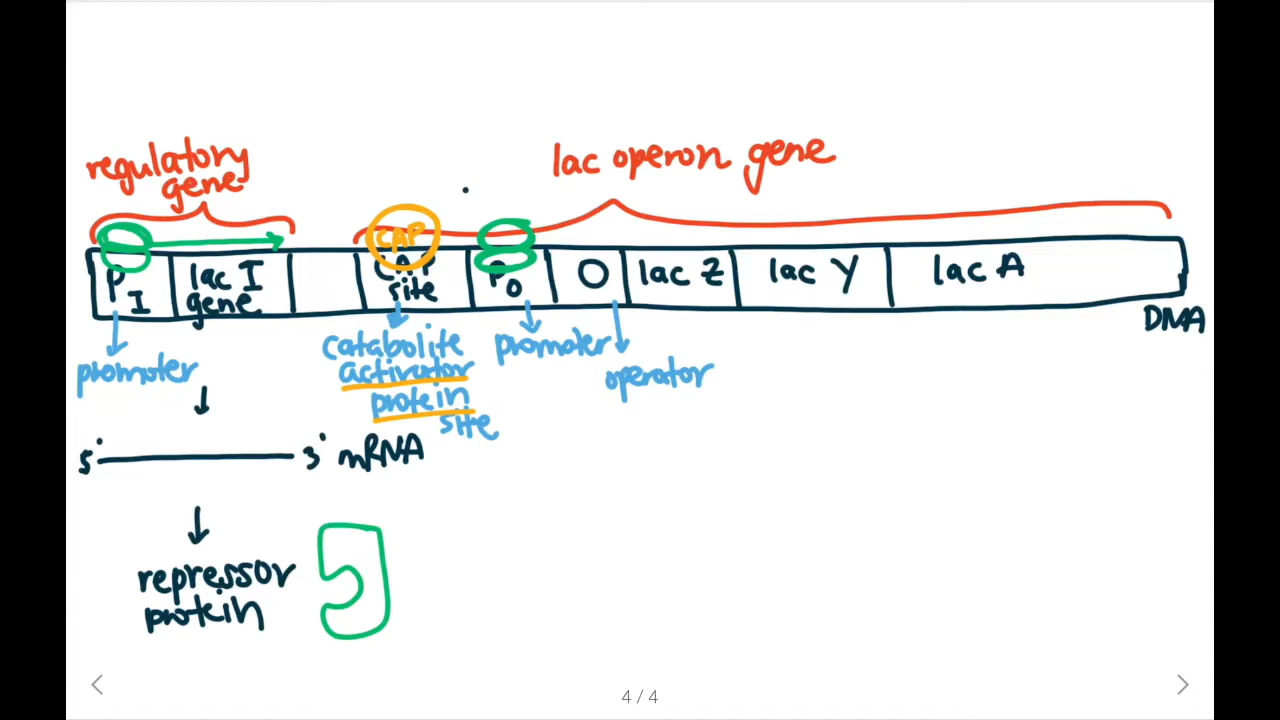 regulatory
gene
lac operon gene
CAP
P I
lac I
gene
CAP
site
P o
O
lac Z
lac Y
lac A
DNA
promoter
catabolite
activator
protein
site
promoter
operator
5' 3' mRNA
repressor
protein
4 / 4